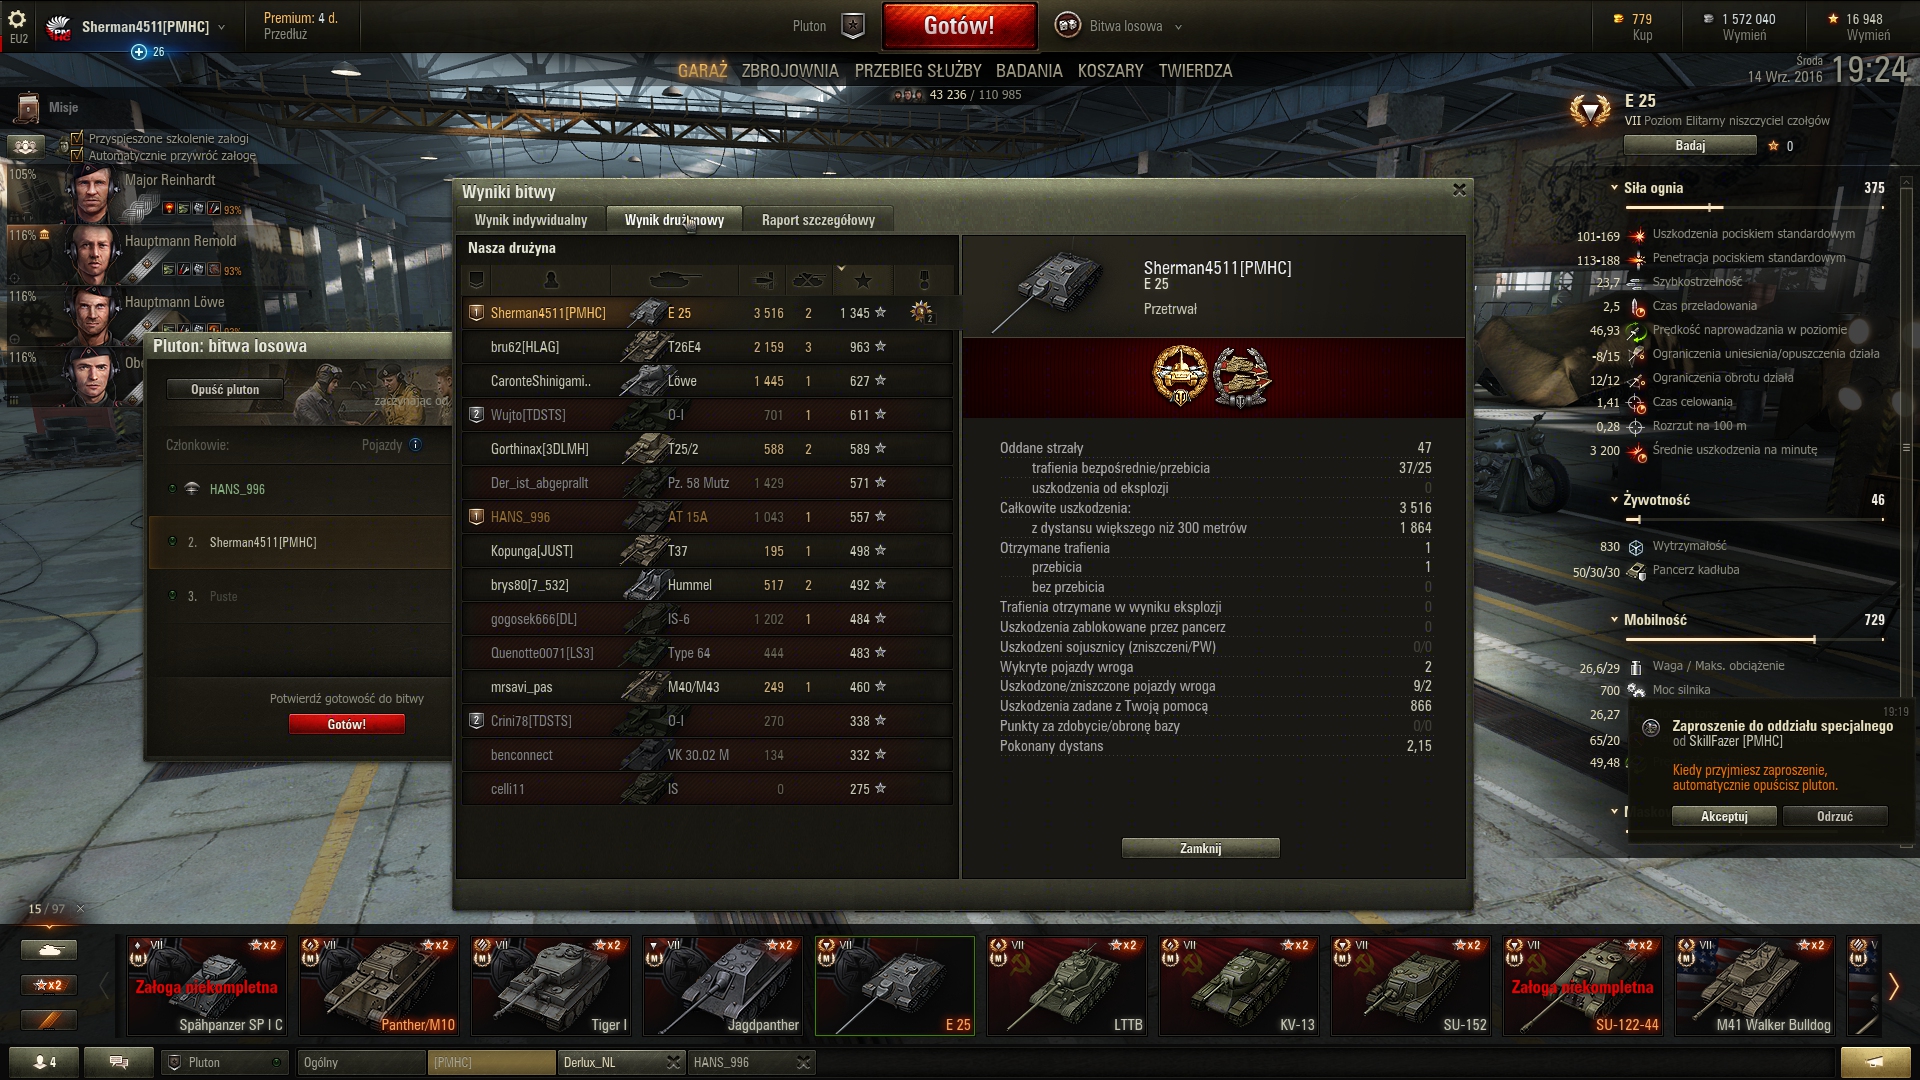 EU2
Sherman4511[PMHC]
26
Premium: 4 d.
Przedłuż
Pluton
Gotów!
Bitwa losowa
779
Kup
1 572 040
Wymień
16 948
Wymień
GARAŻ ZBROJOWNIA PRZEBIEG SŁUŻBY BADANIA KOSZARY TWIERDZA
43 236 / 110 985
Środa
14 Wrz. 2016
19:24
Misje
Przyspieszone szkolenie załogi
Automatycznie przywróć załogę
105%
Major Reinhardt
93%
116%
Hauptmann Remold
93%
116%
Hauptmann Löwe
116%
Pluton: bitwa losowa
Opuść pluton
zaczynając od
Członkowie:
Pojazdy
HANS_996
2. Sherman4511[PMHC]
3. Puste
Potwierdź gotowość do bitwy
Gotów!
Wyniki bitwy
Wynik indywidualny
Wynik drużynowy
Raport szczegółowy
Nasza drużyna
1 Sherman4511[PMHC] E 25 3 516 2 1 345 2
bru62[HLAG] T26E4 2 159 3 963
CaronteShinigami.. Löwe 1 445 1 627
2 Wujto[TDSTS] O-I 701 1 611
Gorthinax[3DLMH] T25/2 588 2 589
Der_ist_abgeprallt Pz. 58 Mutz 1 429 571
1 HANS_996 AT 15A 1 043 1 557
Kopunga[JUST] T37 195 1 498
brys80[7_532] Hummel 517 2 492
gogosek666[DL] IS-6 1 202 1 484
Quenotte0071[LS3] Type 64 444 483
mrsavi_pas M40/M43 249 1 460
2 Crini78[TDSTS] O-I 270 338
benconnect VK 30.02 M 134 332
celli11 IS 0 275
Sherman4511[PMHC]
E 25
Przetrwał
Oddane strzały 47
trafienia bezpośrednie/przebicia 37/25
uszkodzenia od eksplozji 0
Całkowite uszkodzenia: 3 516
z dystansu większego niż 300 metrów 1 864
Otrzymane trafienia 1
przebicia 1
bez przebicia 0
Trafienia otrzymane w wyniku eksplozji 0
Uszkodzenia zablokowane przez pancerz 0
Uszkodzeni sojusznicy (zniszczeni/PW) 0/0
Wykryte pojazdy wroga 2
Uszkodzone/zniszczone pojazdy wroga 9/2
Uszkodzenia zadane z Twoją pomocą 866
Punkty za zdobycie/obronę bazy 0/0
Pokonany dystans 2,15
Zamknij
E 25
VII Poziom Elitarny niszczyciel czołgów
Badaj
0
Siła ognia 375
101-169 Uszkodzenia pociskiem standardowym
113-188 Penetracja pociskiem standardowym
23,7 Szybkostrzelność
2,5 Czas przeładowania
46,93 Prędkość naprowadzania w poziomie
-8/15 Ograniczenia uniesienia/opuszczenia działa
12/12 Ograniczenia obrotu działa
1,41 Czas celowania
0,28 Rozrzut na 100 m
3 200 Średnie uszkodzenia na minutę
Żywotność 46
830 Wytrzymałość
50/30/30 Pancerz kadłuba
Mobilność 729
26,6/29 Waga / Maks. obciążenie
700 Moc silnika
26,27
65/20
49,48
19:19
Zaproszenie do oddziału specjalnego
od SkillFazer [PMHC]
Kiedy przyjmiesz zaproszenie,
automatycznie opuścisz pluton.
Akceptuj
Odrzuć
15 / 97
x2
VII x2 M Załoga niekompletna Spähpanzer SP I C
VII x2 M Panther/M10
VII x2 M Tiger I
VII x2 M Jagdpanther
VII M E 25
VII x2 M LTTB
VII x2 M KV-13
VII x2 M SU-152
VII x2 M Załoga niekompletna SU-122-44
VII x2 M M41 Walker Bulldog
V M
4
Pluton
Ogólny
[PMHC]
Derlux_NL
HANS_996